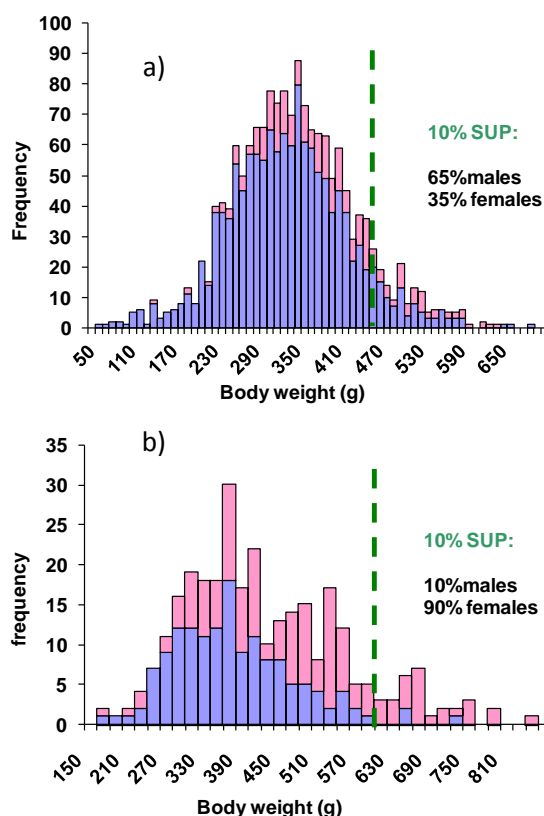 a)
100
90
80
70
60
50
40
30
20
10
0
Frequency
50 110 170 230 290 350 410 470 530 590 650
Body weight (g)
10% SUP:
65%males
35% females
b)
35
30
25
20
15
10
5
0
frequency
150 210 270 330 390 450 510 570 630 690 750 810
Body weight (g)
10% SUP:
10%males
90% females